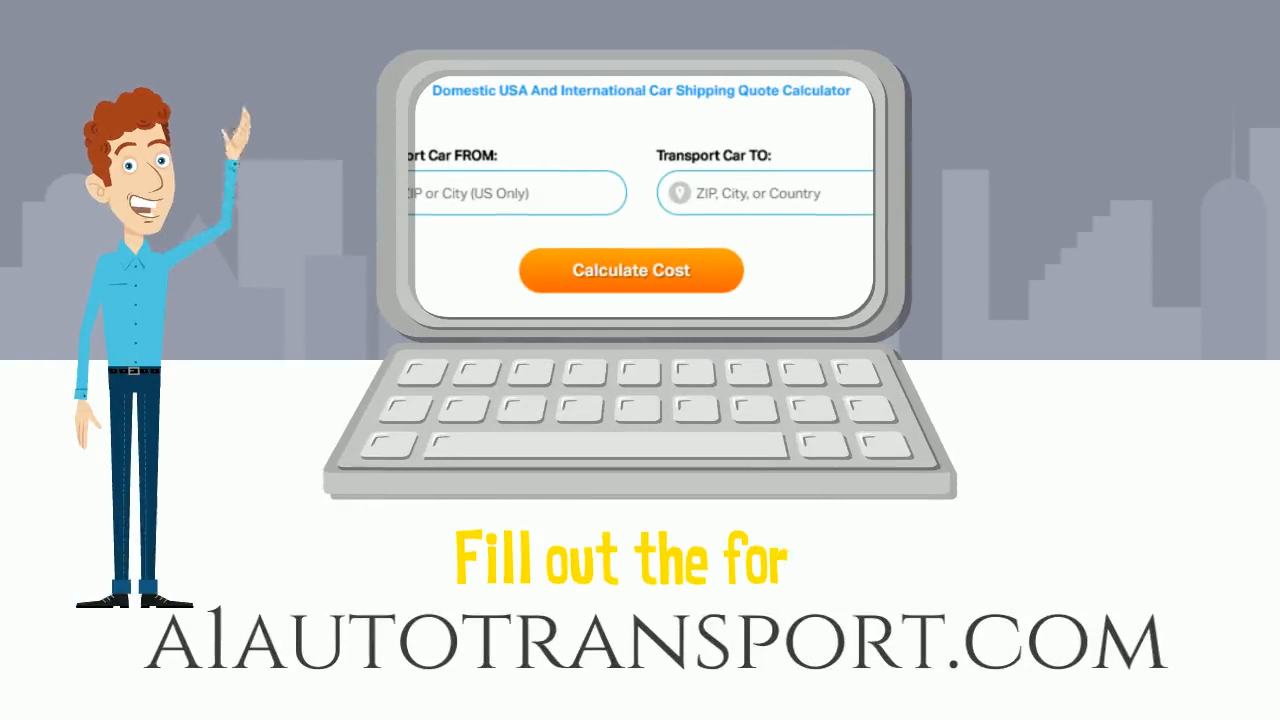 Domestic USA And International Car Shipping Quote Calculator
ort Car FROM:
Transport Car TO:
IP or City (US Only)
ZIP, City, or Country
Calculate Cost
Fill out the for
A1AUTOTRANSPORT.COM